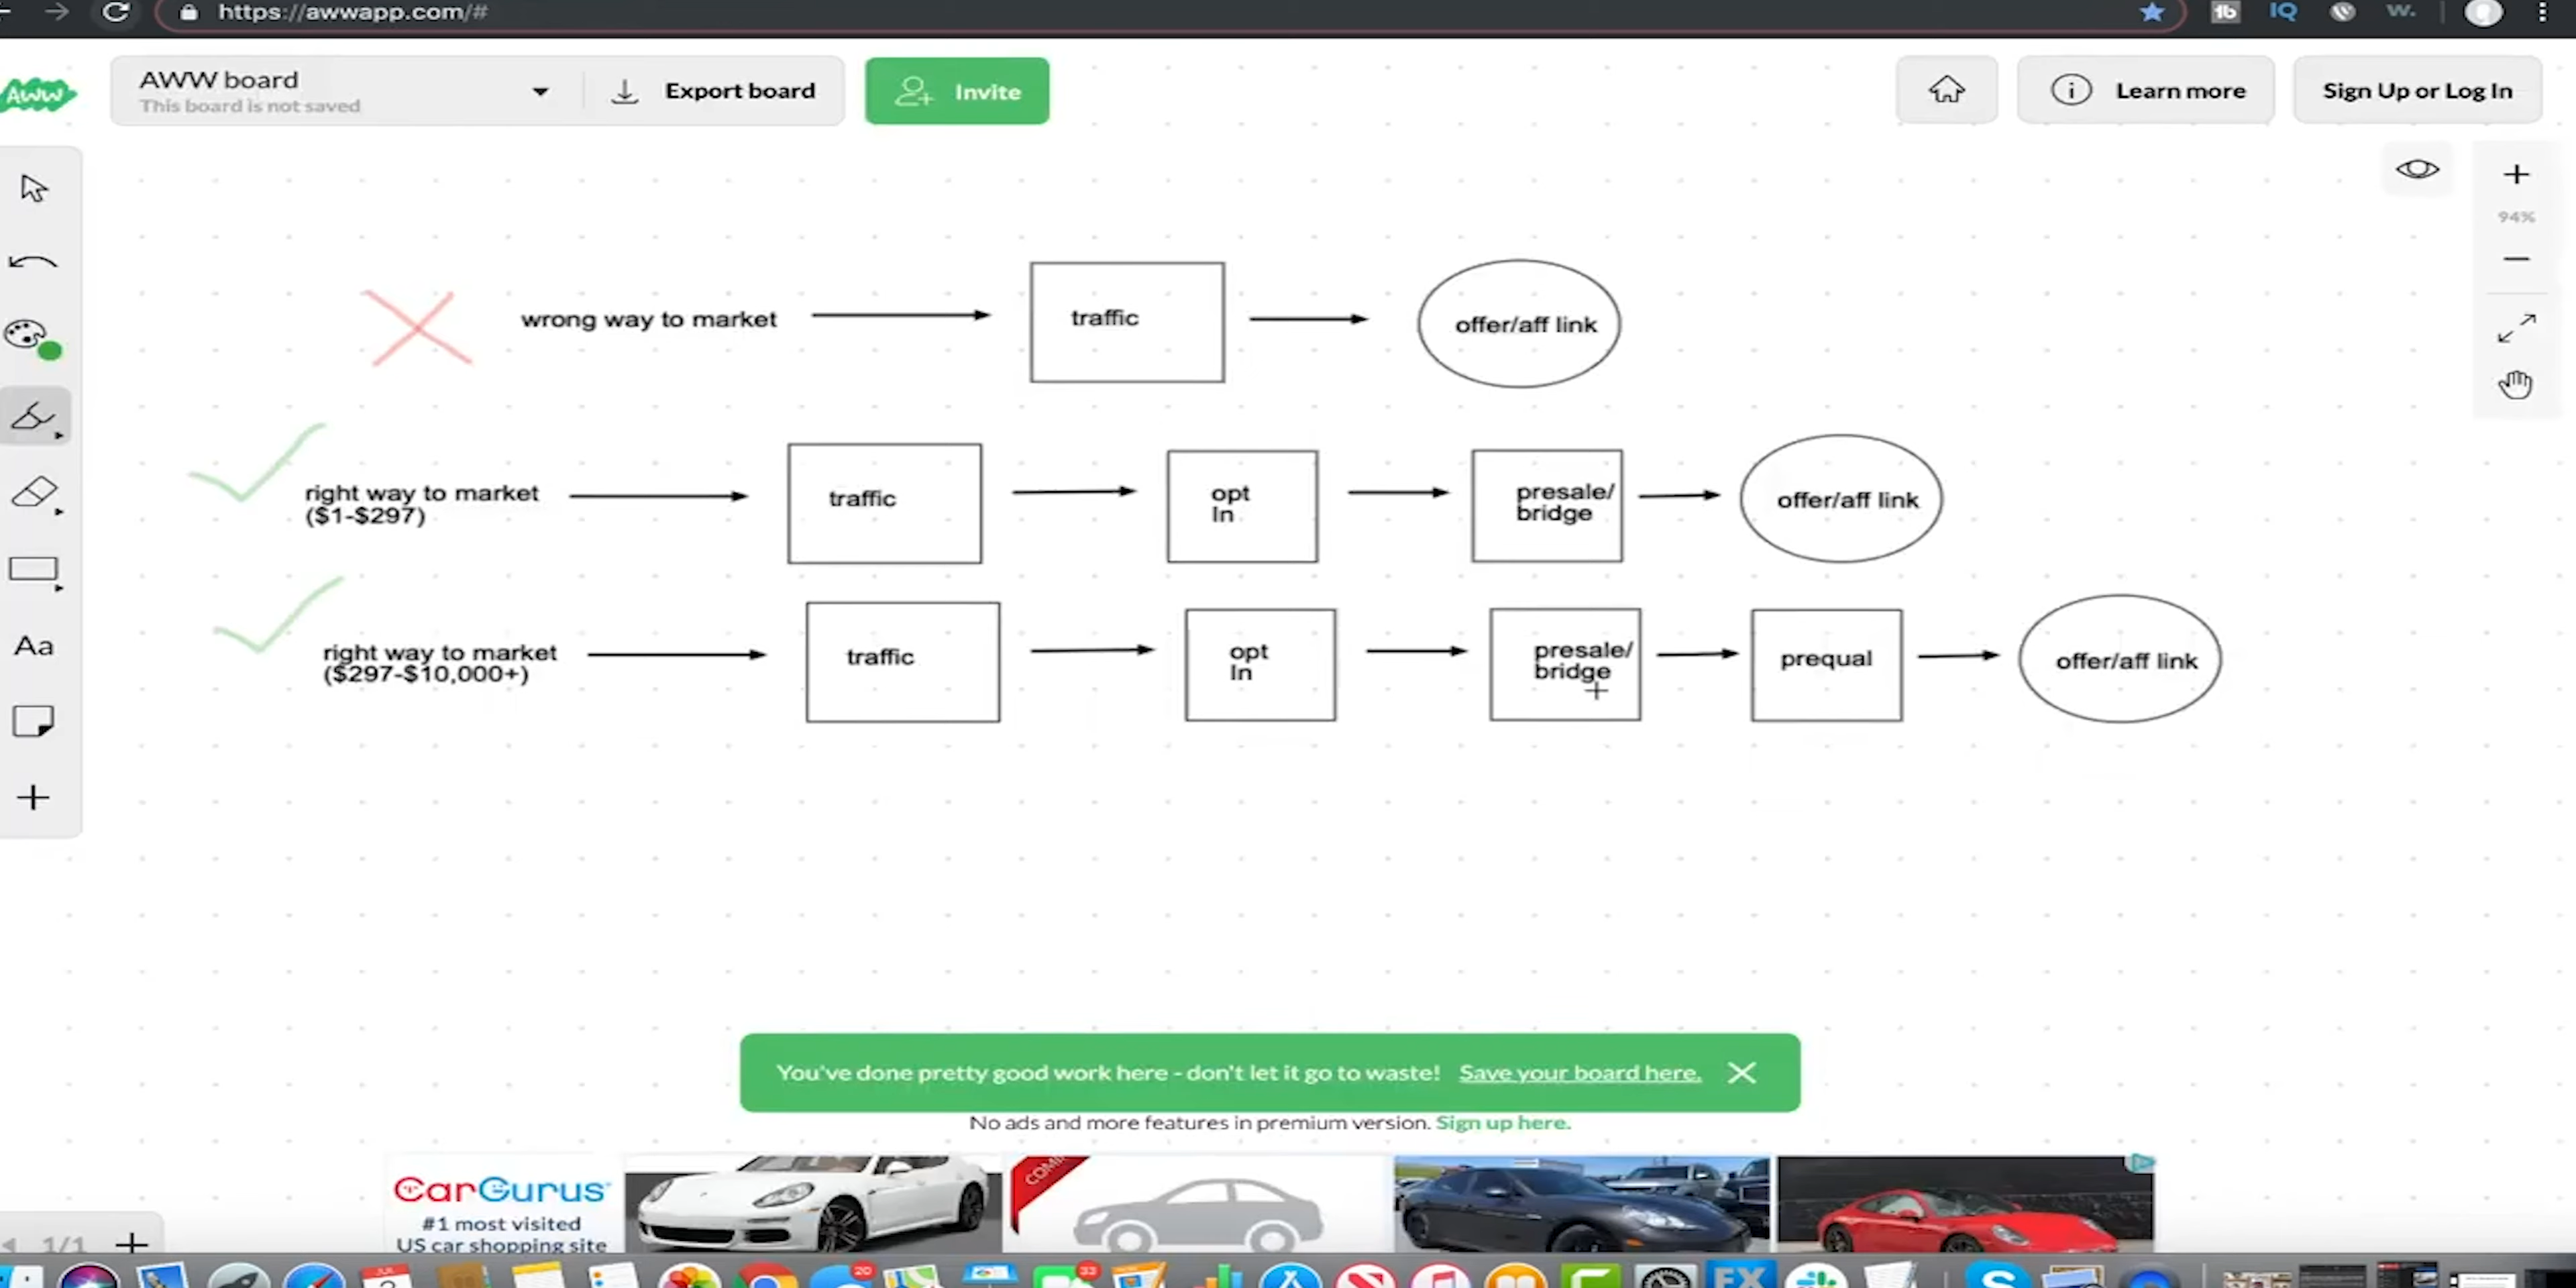 https://awwapp.com/#
IQ
w.
AWW
AWW board
This board is not saved
Export board
Invite
Learn more
Sign Up or Log In
94%
wrong way to market
traffic
offer/aff link
right way to market
($1-$297)
traffic
opt
In
presale/
bridge
offer/aff link
right way to market
($297-$10,000+)
traffic
opt
In
presale/
bridge
prequal
offer/aff link
Aa
You've done pretty good work here - don't let it go to waste! Save your board here.
No ads and more features in premium version. Sign up here.
CarGurus
#1 most visited
US car shopping site
1/1
20
33
FX